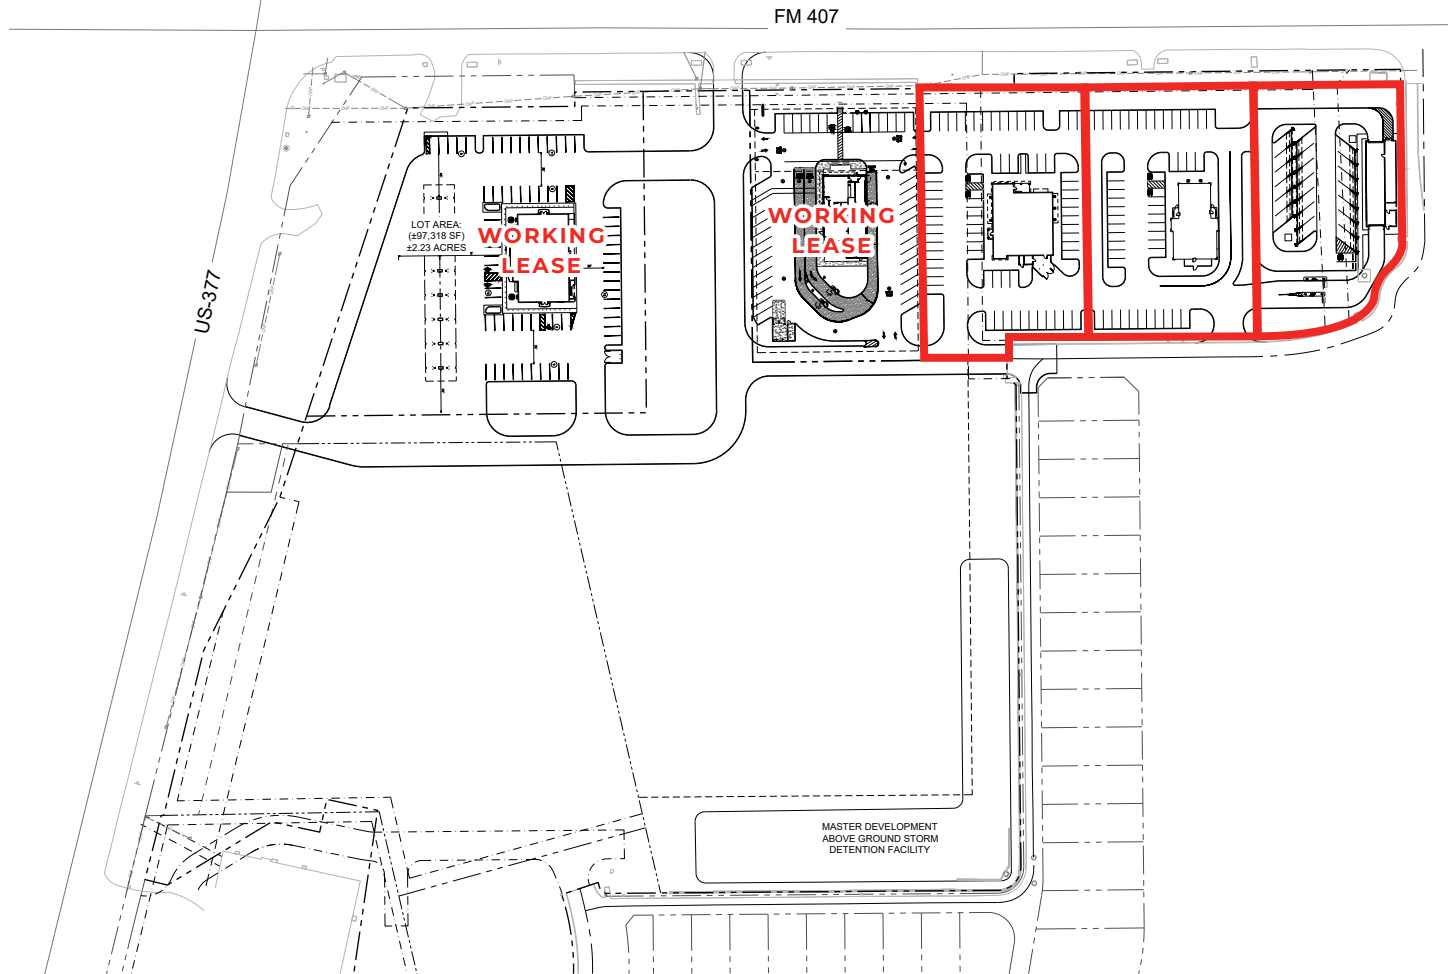 FM 407
US-377
LOT AREA:
(±97,318 SF)
±2.23 ACRES
WORKING
LEASE
WORKING
LEASE
MASTER DEVELOPMENT
ABOVE GROUND STORM
DETENTION FACILITY